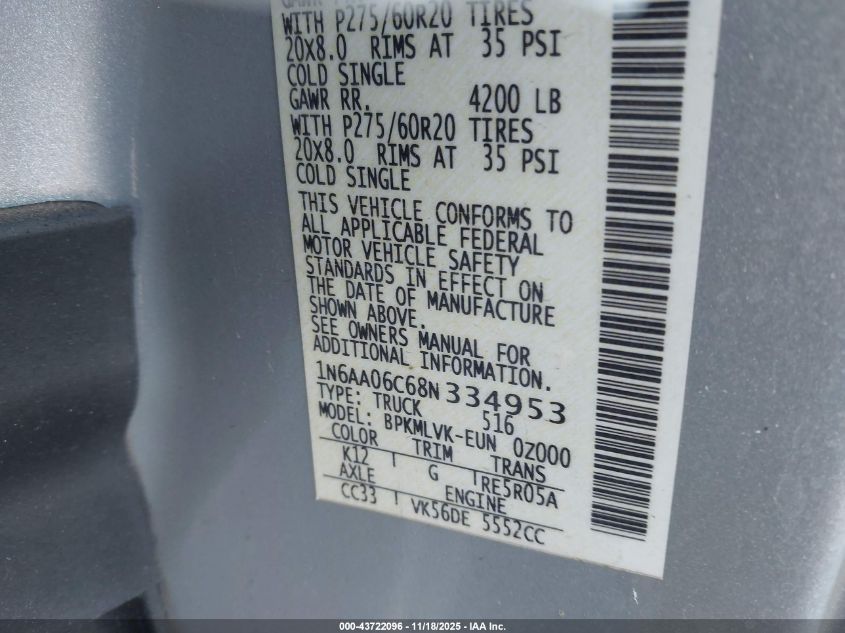 WITH P275/60R20 TIRES
20X8.0 RIMS AT 35 PSI
COLD SINGLE
GAWR RR. 4200 LB
WITH P275/60R20 TIRES
20X8.0 RIMS AT 35 PSI
COLD SINGLE
THIS VEHICLE CONFORMS TO
ALL APPLICABLE FEDERAL
MOTOR VEHICLE SAFETY
STANDARDS IN EFFECT ON
THE DATE OF MANUFACTURE
SHOWN ABOVE.
SEE OWNERS MANUAL FOR
ADDITIONAL INFORMATION.
1N6AA06C68N334953
TYPE: TRUCK 516
MODEL: BPKMLVK-EUN 0Z000
COLOR TRIM TRANS
K12 G RE5R05A
AXLE ENGINE
CC33 VK56DE 5552CC
000-43722096 - 11/18/2025 - IAA Inc.